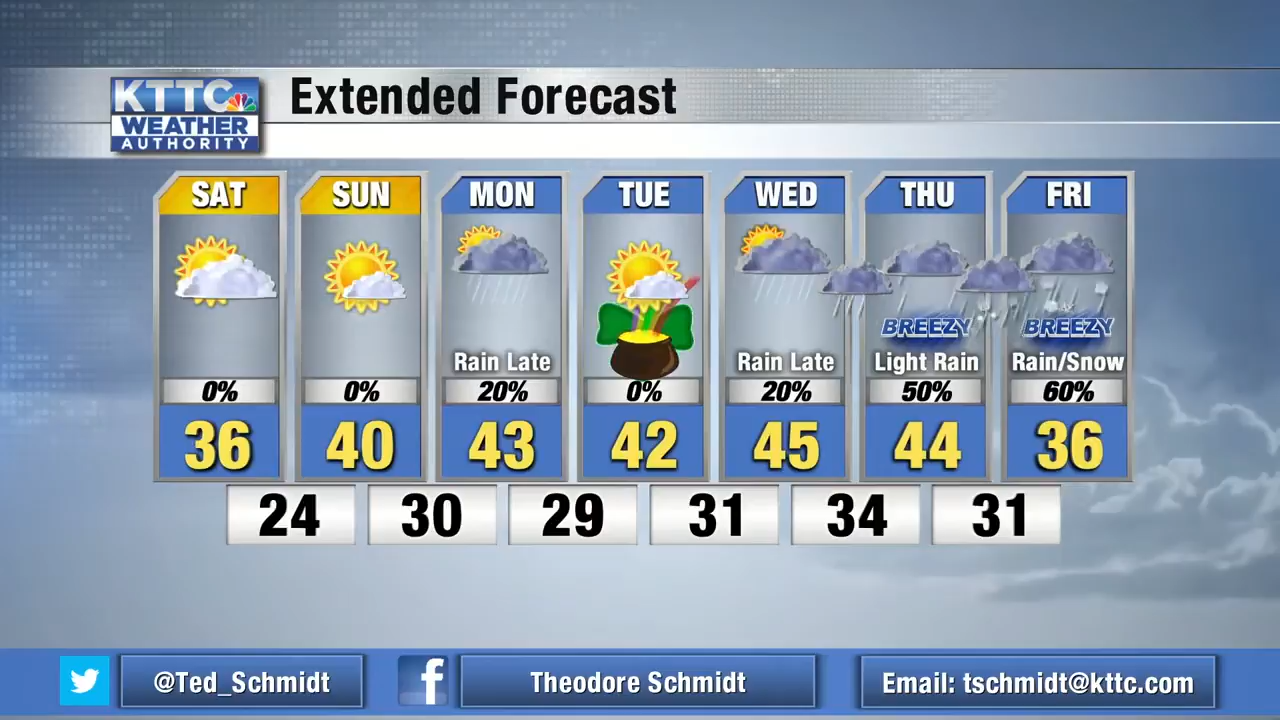 KTTC
WEATHER
AUTHORITY
Extended Forecast
SAT SUN MON TUE WED THU FRI
BREEZY BREEZY
Rain Late Rain Late Light Rain Rain/Snow
0% 0% 20% 0% 20% 50% 60%
36 40 43 42 45 44 36
24 30 29 31 34 31
@Ted_Schmidt Theodore Schmidt Email: tschmidt@kttc.com